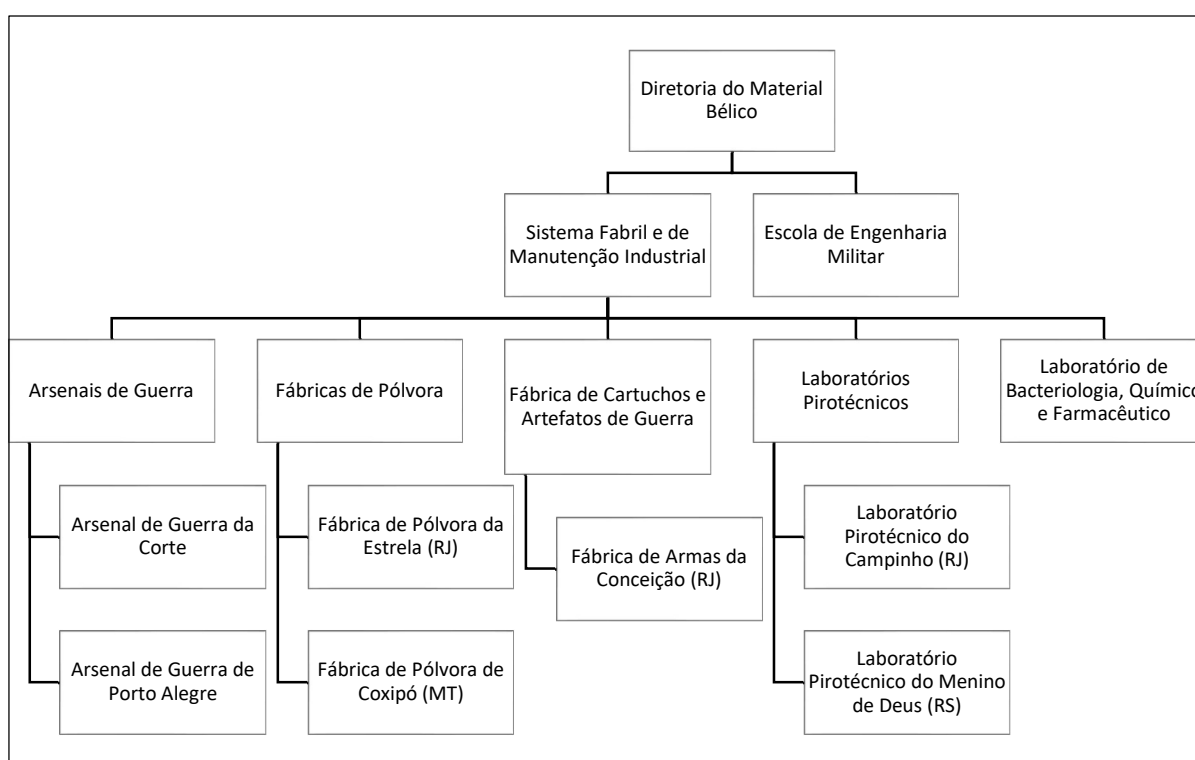 Diretoria do Material
Bélico
Sistema Fabril e de
Manutenção Industrial
Escola de Engenharia
Militar
Arsenais de Guerra
Fábricas de Pólvora
Fábrica de Cartuchos e
Artefatos de Guerra
Laboratórios
Pirotécnicos
Laboratório de
Bacteriologia, Químico
e Farmacêutico
Arsenal de Guerra da
Corte
Fábrica de Pólvora da
Estrela (RJ)
Fábrica de Armas da
Conceição (RJ)
Laboratório
Pirotécnico do
Campinho (RJ)
Arsenal de Guerra de
Porto Alegre
Fábrica de Pólvora de
Coxipó (MT)
Laboratório
Pirotécnico do Menino
de Deus (RS)